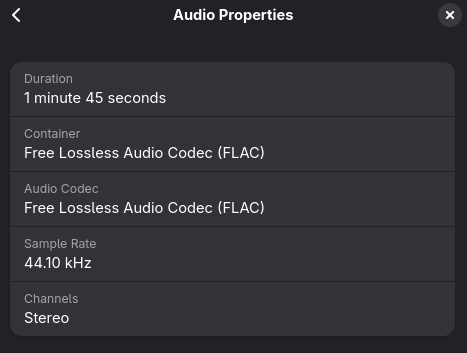 Audio Properties
Duration
1 minute 45 seconds
Container
Free Lossless Audio Codec (FLAC)
Audio Codec
Free Lossless Audio Codec (FLAC)
Sample Rate
44.10 kHz
Channels
Stereo